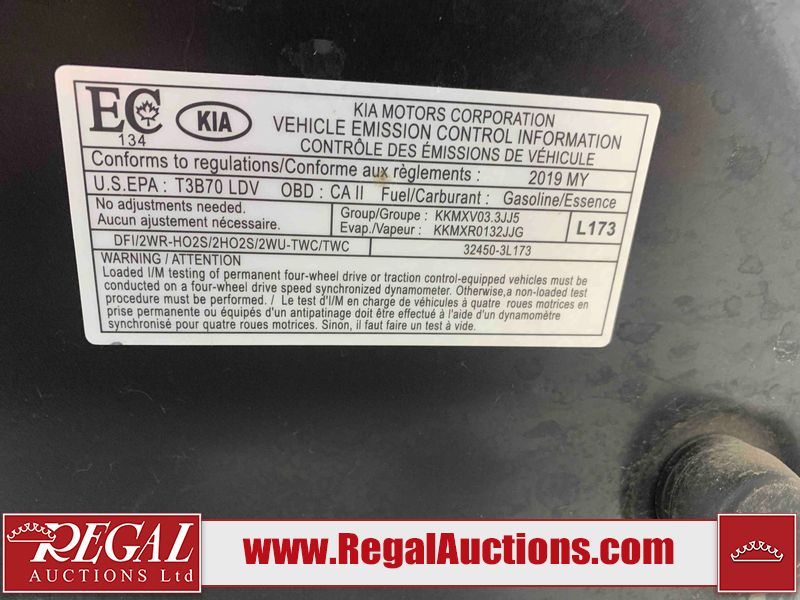 EC
134
KIA
KIA MOTORS CORPORATION
VEHICLE EMISSION CONTROL INFORMATION
CONTRÔLE DES ÉMISSIONS DE VÉHICULE
Conforms to regulations/Conforme aux règlements : 2019 MY
U.S.EPA : T3B70 LDV OBD : CA II Fuel/Carburant : Gasoline/Essence
No adjustments needed.
Aucun ajustement nécessaire.
Group/Groupe : KKMXV03.3JJ5
Evap./Vapeur : KKMXR0132JJG
L173
DFI/2WR-HO2S/2HO2S/2WU-TWC/TWC 32450-3L173
WARNING / ATTENTION
Loaded I/M testing of permanent four-wheel drive or traction control-equipped vehicles must be
conducted on a four-wheel drive speed synchronized dynamometer. Otherwise,a non-loaded test
procedure must be performed / Le test d'I/M en charge de véhicules à quatre roues motrices en
prise permanente ou équipés d'un antipatinage doit être effectué à l'aide d'un dynamomètre
synchronisé pour quatre roues motrices. Sinon, il faut faire un test à vide.
REGAL
AUCTIONS Ltd
www.RegalAuctions.com